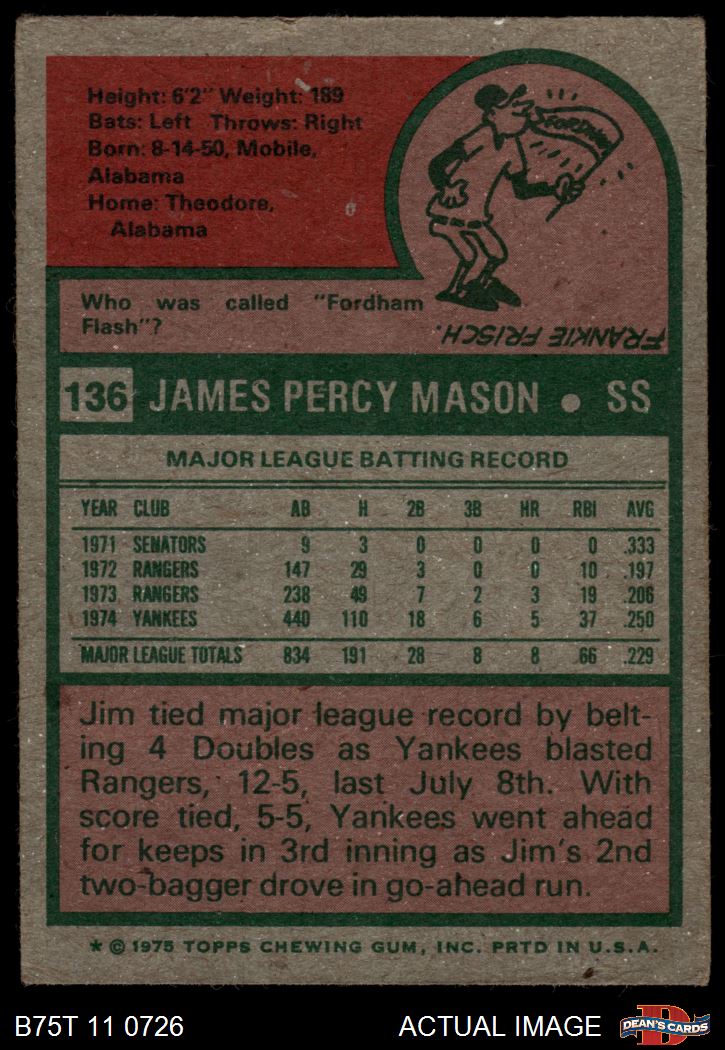 Height: 6'2" Weight: 189
Bats: Left Throws: Right
Born: 8-14-50, Mobile,
Alabama
Home: Theodore,
Alabama
FORDHAM
Who was called "Fordham
Flash"?
FRANKIE FRISCH.
136 JAMES PERCY MASON • SS
MAJOR LEAGUE BATTING RECORD
YEAR CLUB AB H 2B 3B HR RBI AVG
1971 SENATORS 9 3 0 0 0 0 .333
1972 RANGERS 147 29 3 0 0 10 .197
1973 RANGERS 238 49 7 2 3 19 .206
1974 YANKEES 440 110 18 6 5 37 .250
MAJOR LEAGUE TOTALS 834 191 28 8 8 66 .229
Jim tied major league record by belt-
ing 4 Doubles as Yankees blasted
Rangers, 12-5, last July 8th. With
score tied, 5-5, Yankees went ahead
for keeps in 3rd inning as Jim's 2nd
two-bagger drove in go-ahead run.
* © 1975 TOPPS CHEWING GUM, INC. PRTD IN U.S.A.
B75T 11 0726 ACTUAL IMAGE D DEAN'S CARDS